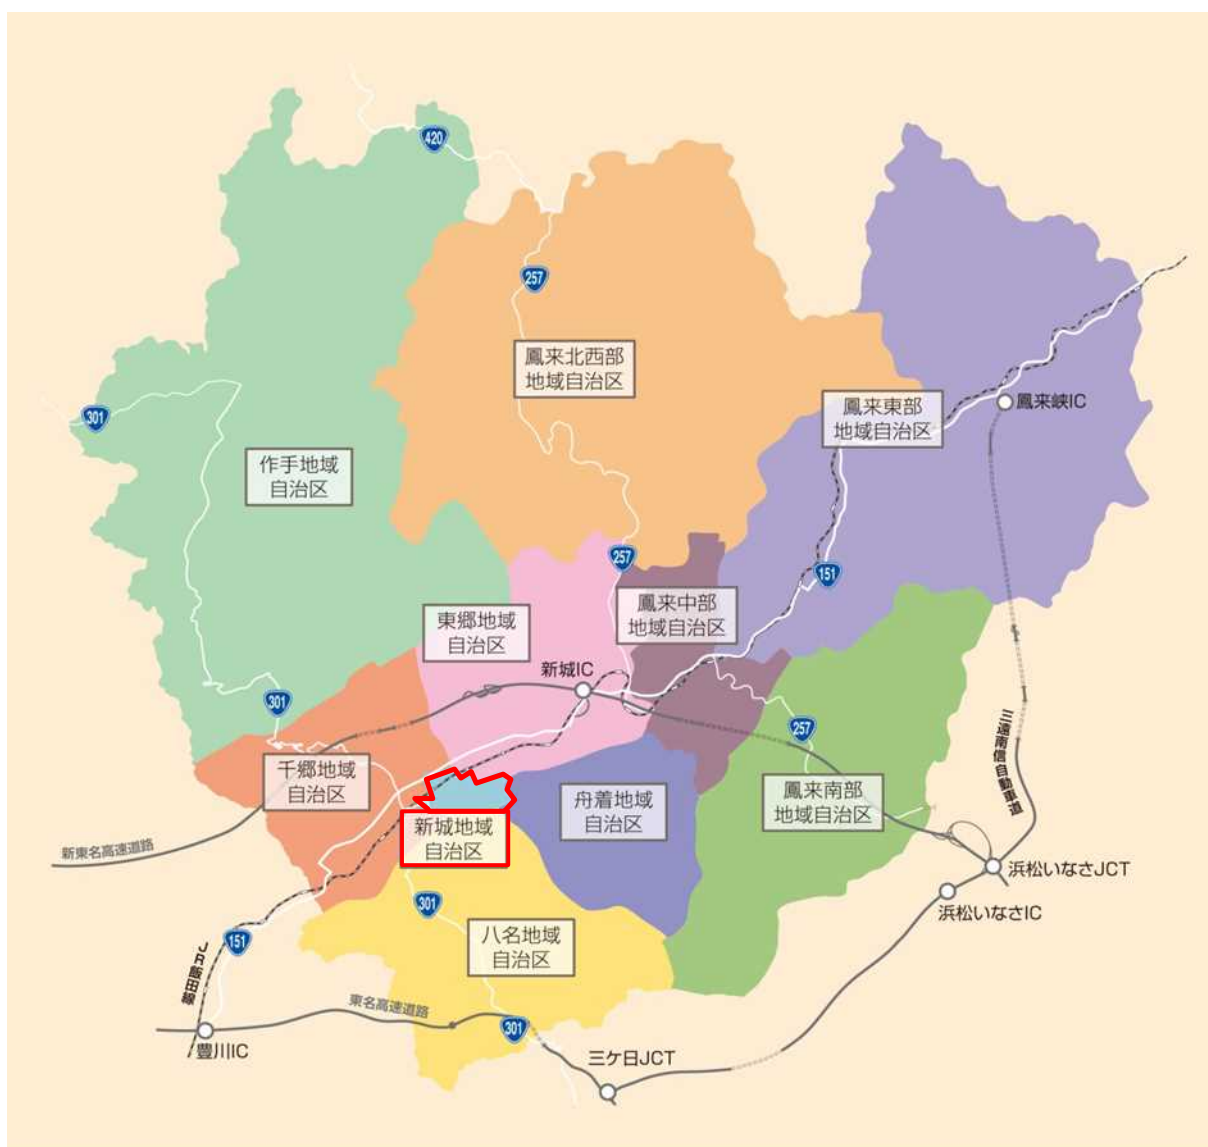 420
257
鳳来北西部
地域自治区
301
鳳来東部
地域自治区
鳳来峡IC
作手地域
自治区
257
151
鳳来中部
地域自治区
東郷地域
自治区
新城IC
301
257
三遠南信自動車道
千郷地域
自治区
鳳来南部
地域自治区
舟着地域
自治区
新城地域
自治区
新東名高速道路
浜松いなさJCT
浜松いなさIC
301
151
八名地域
自治区
JR飯田線
東名高速道路
301
豊川IC
三ケ日JCT